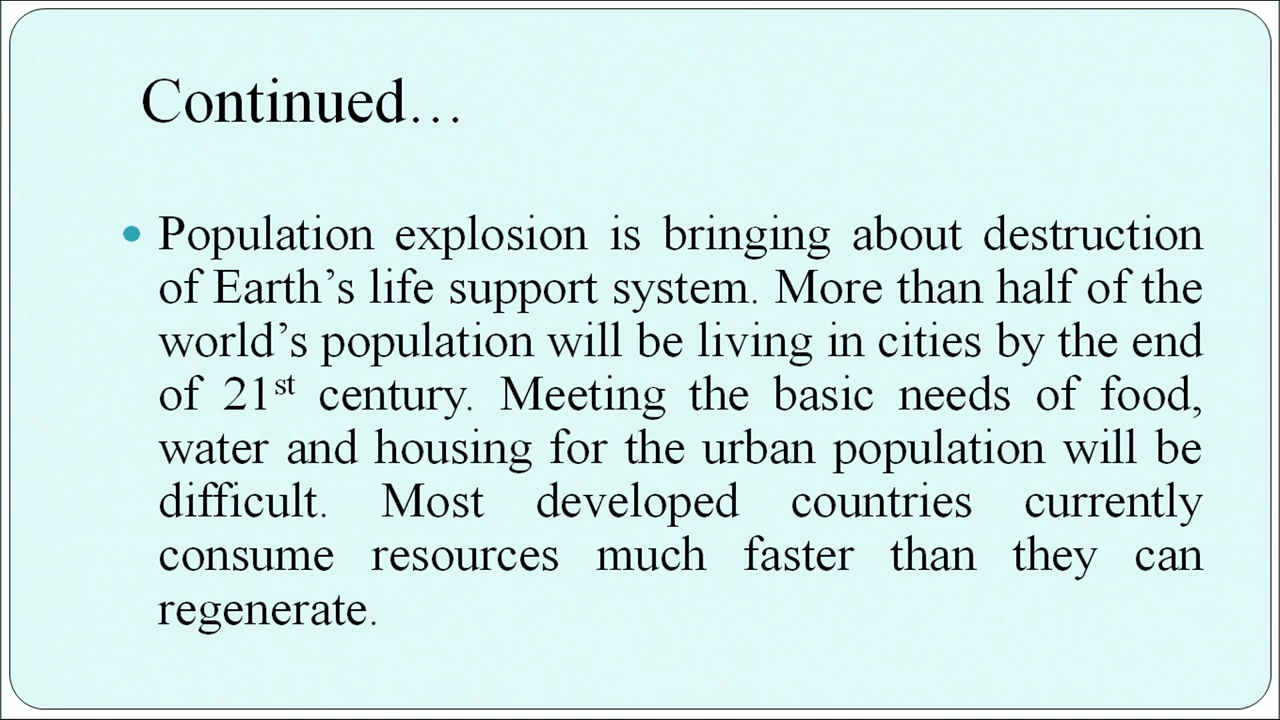 Continued…
• Population explosion is bringing about destruction
of Earth’s life support system. More than half of the
world’s population will be living in cities by the end
of 21st century. Meeting the basic needs of food,
water and housing for the urban population will be
difficult. Most developed countries currently
consume resources much faster than they can
regenerate.